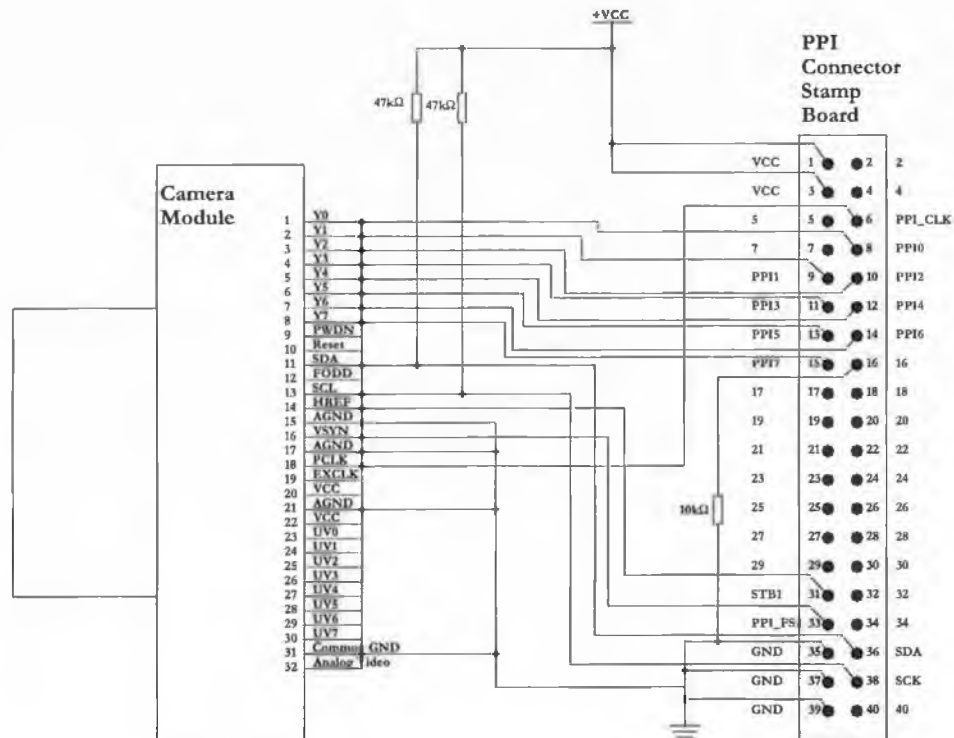 +VCC
PPI
Connector
Stamp
Board
47kΩ 47kΩ
Camera
Module
1 Y0
2 Y1
3 Y2
4 Y3
5 Y4
6 Y5
7 Y6
8 Y7
9 PWDN
10 Reset
11 SDA
12 FODD
13 SCL
14 HREF
15 AGND
16 VSYN
17 AGND
18 PCLK
19 EXCLK
20 VCC
21 AGND
22 VCC
23 UV0
24 UV1
25 UV2
26 UV3
27 UV4
28 UV5
29 UV6
30 UV7
31 Common GND
32 Analog ideo
10kΩ
VCC 1 2 2
VCC 3 4 4
5 5 6 PPI_CLK
7 7 8 PPI0
PPI1 9 10 PPI2
PPI3 11 12 PPI4
PPI5 13 14 PPI6
PPI7 15 16 16
17 17 18 18
19 19 20 20
21 21 22 22
23 23 24 24
25 25 26 26
27 27 28 28
29 29 30 30
STB1 31 32 32
PPI_FS 33 34 34
GND 35 36 SDA
GND 37 38 SCK
GND 39 40 40